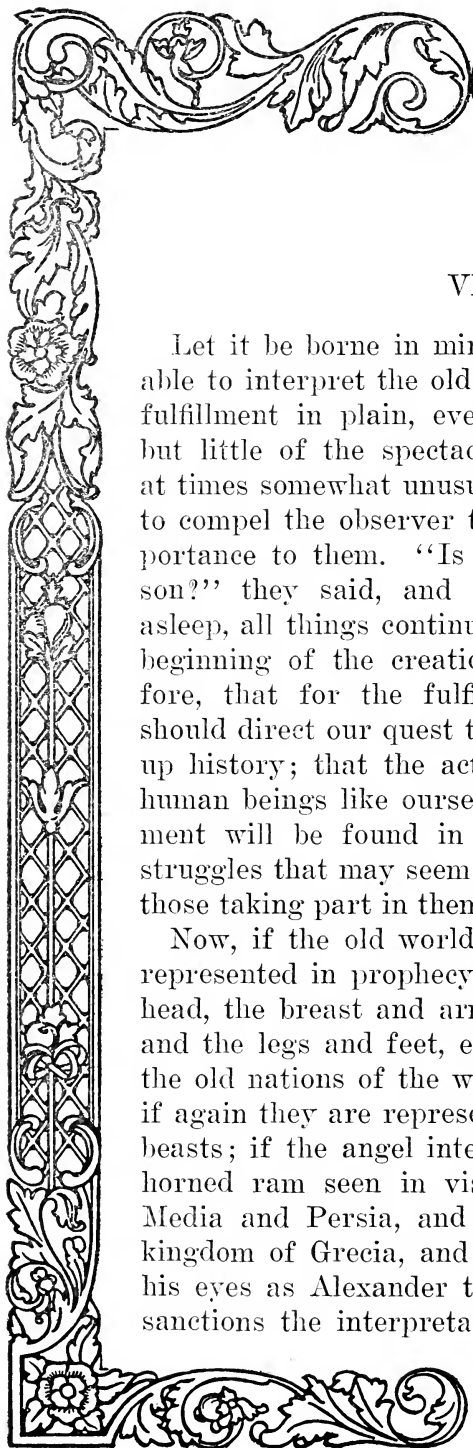 VI
Let it be borne in min
able to interpret the old
fulfillment in plain, eve
but little of the spectac
at times somewhat unusu
to compel the observer t
portance to them. “Is
son?” they said, and
asleep, all things continu
beginning of the creatio
fore, that for the fulfi
should direct our quest t
up history; that the act
human beings like ourse
ment will be found in
struggles that may seem
those taking part in them
Now, if the old world
represented in prophecy
head, the breast and arm
and the legs and feet, e
the old nations of the w
if again they are represe
beasts; if the angel inte
horned ram seen in vis
Media and Persia, and
kingdom of Grecia, and
his eyes as Alexander t
sanctions the interpreta